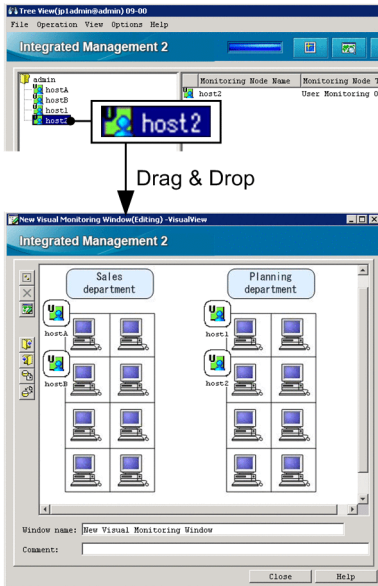 Tree View(jp1admin@admin) 09-00
File Operation View Options Help
Integrated Management 2
admin
hostA
hostB
host1
host2
Monitoring Node Name Monitoring Node T
host2 User Monitoring O
host2
Drag & Drop
New Visual Monitoring Window(Editing) -VisualView
Integrated Management 2
Sales
department
Planning
department
hostA
host1
hostB
host2
Window name: New Visual Monitoring Window
Comment:
Close Help